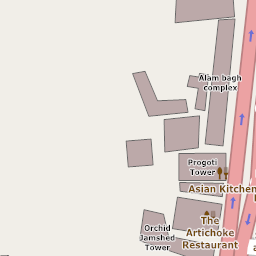 Alam bagh
complex
Progoti
Tower
Asian Kitchen
The
Artichoke
Restaurant
Orchid
Jamshed
Tower